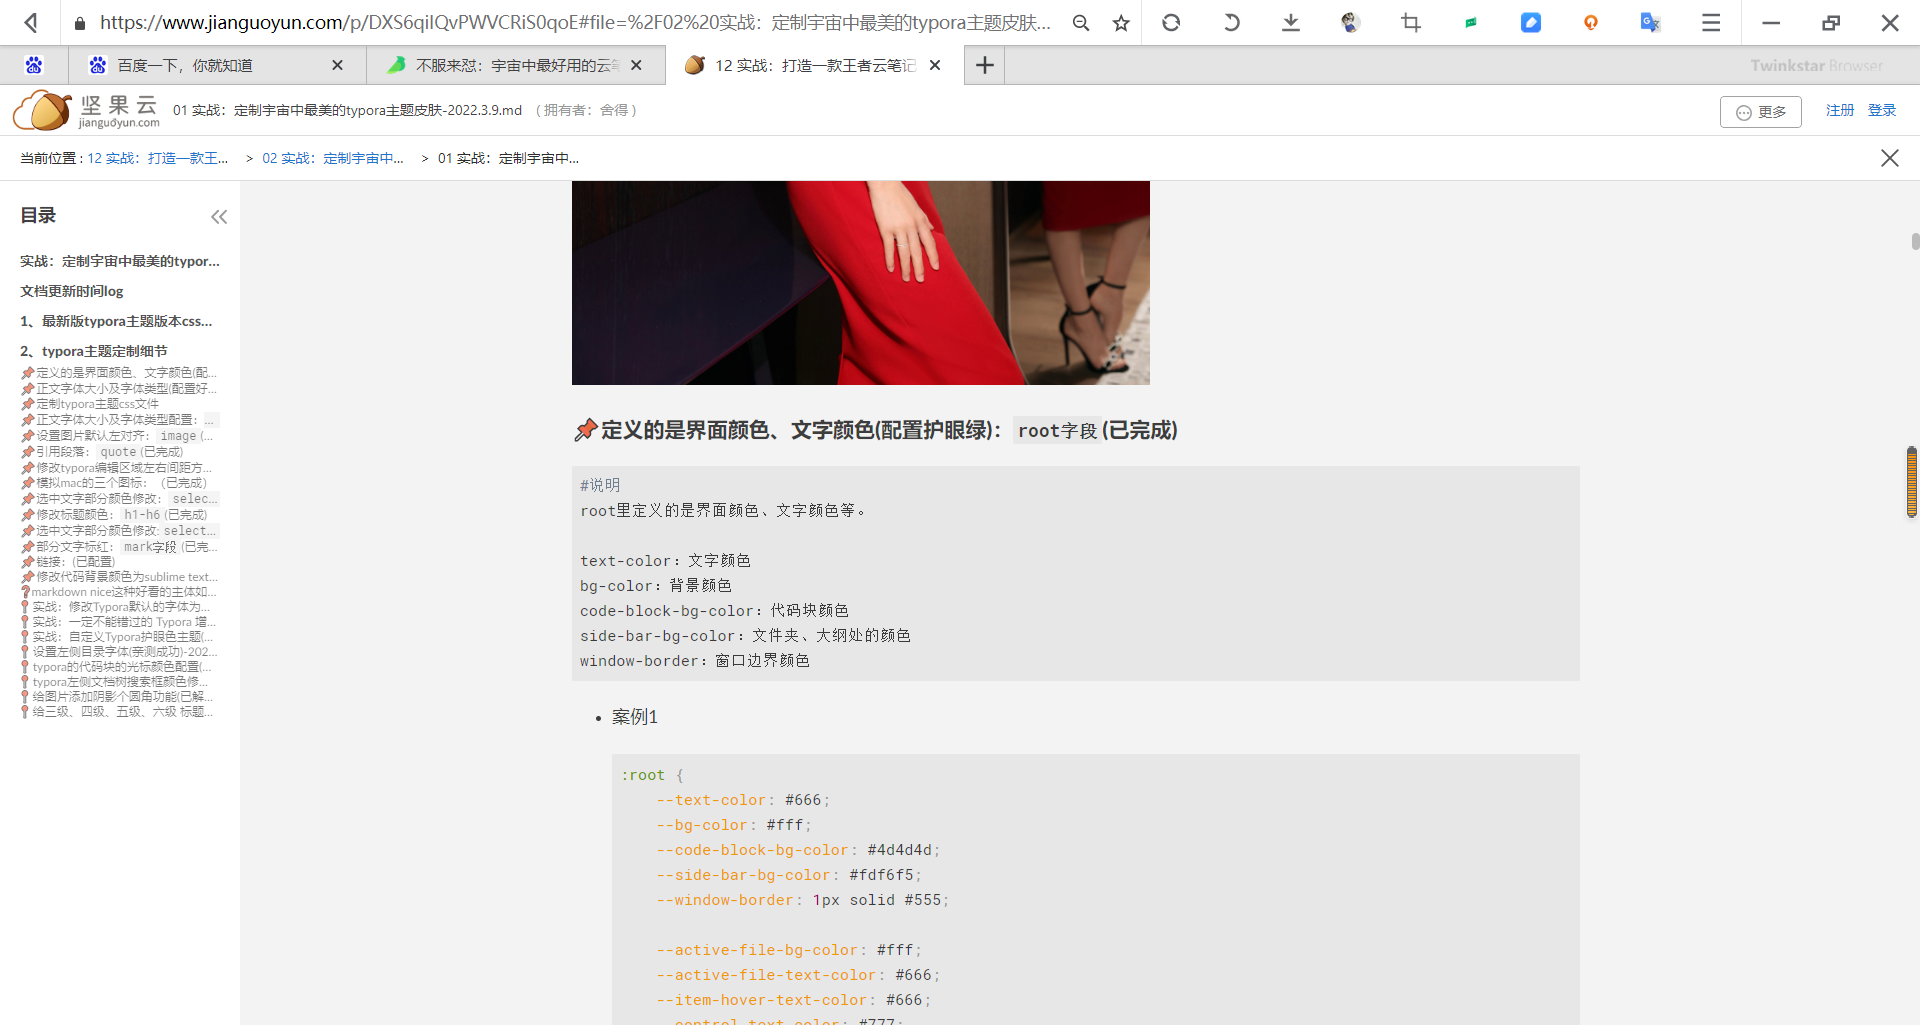 https://www.jianguoyun.com/p/DXS6qiIQvPWVCRiS0qoE#file=%2F02%20实战：定制宇宙中最美的typora主题皮肤...
百度一下，你就知道
不服来怼：宇宙中最好用的云笔
12 实战：打造一款王者云笔记
Twinkstar Browser
坚果云
jianguoyun.com
01 实战：定制宇宙中最美的typora主题皮肤-2022.3.9.md
（拥有者：舍得）
更多
注册
登录
当前位置 : 12 实战：打造一款王... > 02 实战：定制宇宙中... > 01 实战：定制宇宙中...
目录
实战：定制宇宙中最美的typor...
文档更新时间log
1、最新版typora主题版本css...
2、typora主题定制细节
📌定义的是界面颜色、文字颜色(配...
📌正文字体大小及字体类型(配置好...
📌定制typora主题css文件
📌正文字体大小及字体类型配置：...
📌设置图片默认左对齐：image(...
📌引用段落：quote(已完成)
📌修改typora编辑区域左右间距方...
📌模拟mac的三个图标：（已完成）
📌选中文字部分颜色修改：selec...
📌修改标题颜色：h1-h6(已完成)
📌选中文字部分颜色修改:select...
📌部分文字标红：mark字段(已完...
📌链接：(已配置)
📌修改代码背景颜色为sublime text...
❓markdown nice这种好看的主体如...
📍实战：修改Typora默认的字体为...
📍实战：一定不能错过的 Typora 增...
📍实战：自定义Typora护眼色主题(...
📍设置左侧目录字体(亲测成功)-202...
📍typora的代码块的光标颜色配置(...
📍typora左侧文档树搜索框颜色修...
📍给图片添加阴影个圆角功能(已解...
📍给三级、四级、五级、六级 标题...
📌定义的是界面颜色、文字颜色(配置护眼绿)：root字段(已完成)
#说明
root里定义的是界面颜色、文字颜色等。
text-color：文字颜色
bg-color：背景颜色
code-block-bg-color：代码块颜色
side-bar-bg-color：文件夹、大纲处的颜色
window-border：窗口边界颜色
• 案例1
:root {
--text-color: #666;
--bg-color: #fff;
--code-block-bg-color: #4d4d4d;
--side-bar-bg-color: #fdf6f5;
--window-border: 1px solid #555;
--active-file-bg-color: #fff;
--active-file-text-color: #666;
--item-hover-text-color: #666;
--control-text-color: #777;